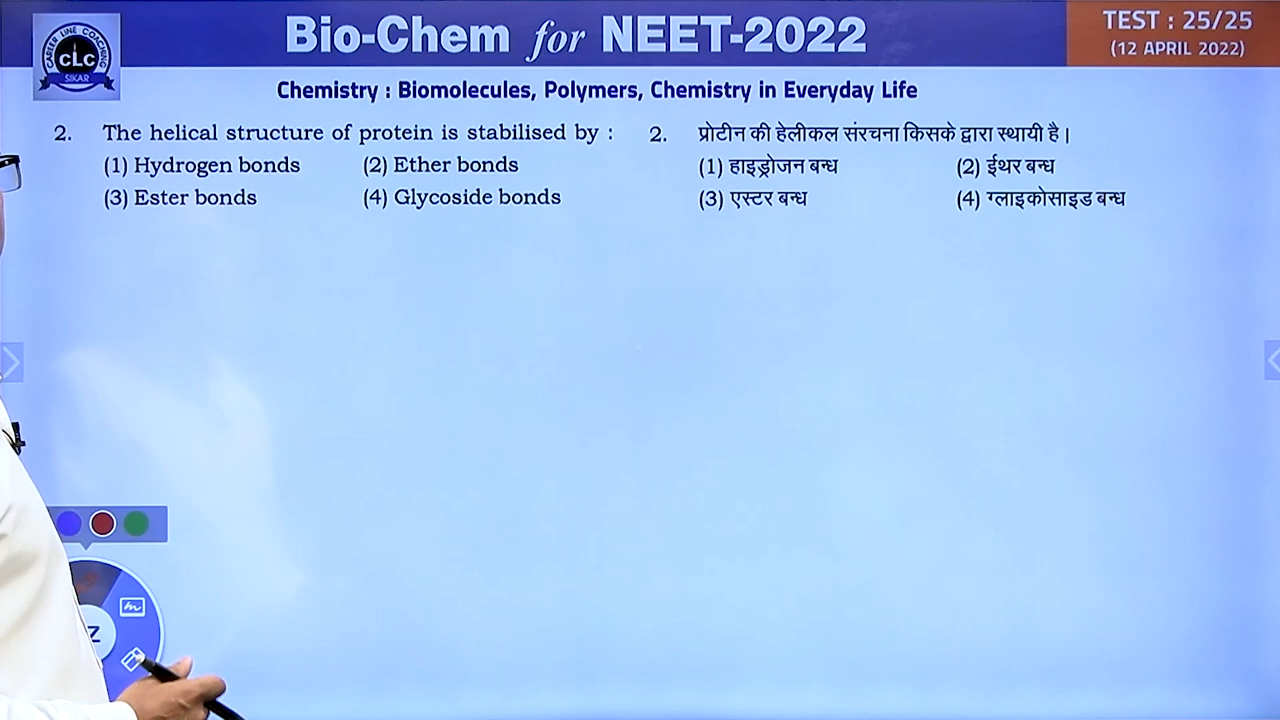 Bio-Chem for NEET-2022
TEST : 25/25
(12 APRIL 2022)
CAREER LINE COACHING
CLC
SIKAR
Chemistry : Biomolecules, Polymers, Chemistry in Everyday Life
2. The helical structure of protein is stabilised by :
(1) Hydrogen bonds (2) Ether bonds
(3) Ester bonds (4) Glycoside bonds
2. प्रोटीन की हेलीकल संरचना किसके द्वारा स्थायी है।
(1) हाइड्रोजन बन्ध (2) ईथर बन्ध
(3) एस्टर बन्ध (4) ग्लाइकोसाइड बन्ध
Z